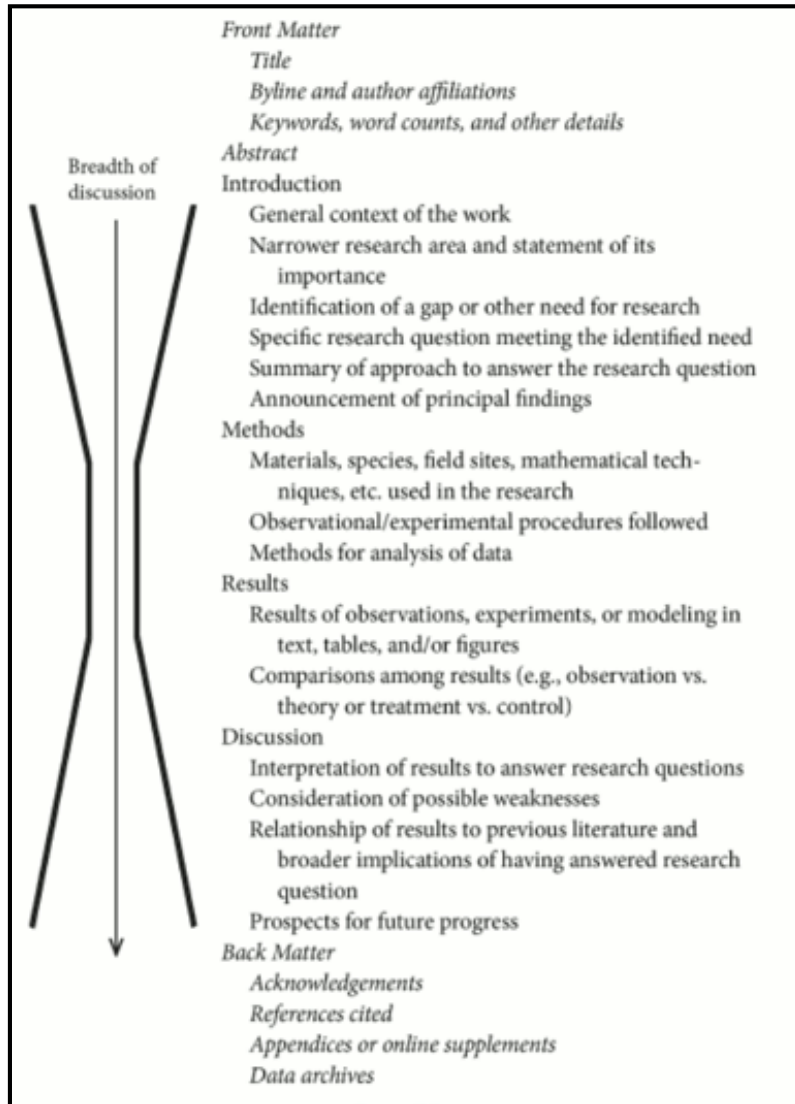 Front Matter
Title
Byline and author affiliations
Keywords, word counts, and other details
Abstract
Breadth of
discussion
Introduction
General context of the work
Narrower research area and statement of its
importance
Identification of a gap or other need for research
Specific research question meeting the identified need
Summary of approach to answer the research question
Announcement of principal findings
Methods
Materials, species, field sites, mathematical tech-
niques, etc. used in the research
Observational/experimental procedures followed
Methods for analysis of data
Results
Results of observations, experiments, or modeling in
text, tables, and/or figures
Comparisons among results (e.g., observation vs.
theory or treatment vs. control)
Discussion
Interpretation of results to answer research questions
Consideration of possible weaknesses
Relationship of results to previous literature and
broader implications of having answered research
question
Prospects for future progress
Back Matter
Acknowledgements
References cited
Appendices or online supplements
Data archives